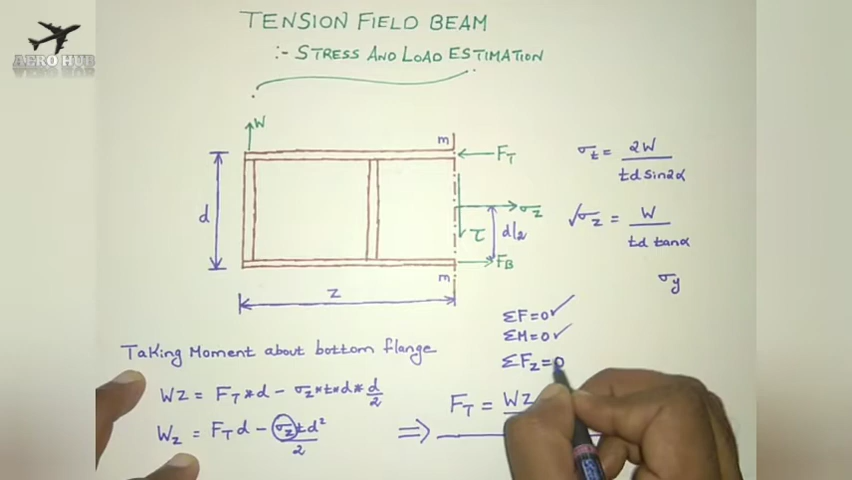 TENSION FIELD BEAM
:- STRESS AND LOAD ESTIMATION
AERO HUB
W
m
F_T
σ_t = 2W / td sin2α
d
σ_z
τ
d/2
√σ_z = W / td tanα
F_B
m
σ_y
z
ΣF=0✓
ΣM=0✓
ΣF_z=0
Taking Moment about bottom flange
Wz = F_T*d - σ_z*t*d*d/2
W_z = F_T d - σ_z td²/2
⇒ F_T = WZ